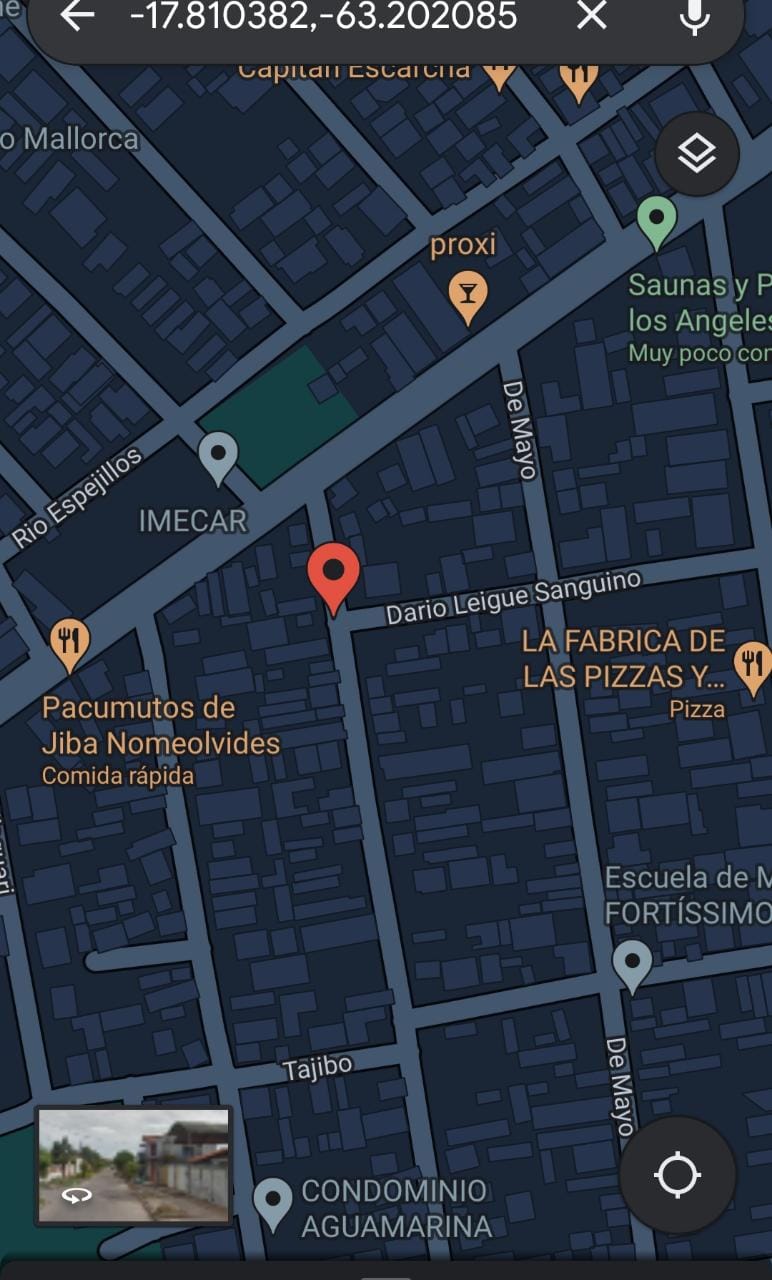 -17.810382,-63.202085
Capitán Escarcha
o Mallorca
proxi
Saunas y P
los Angeles
Muy poco con
De Mayo
Rio Espejillos
IMECAR
Dario Leigue Sanguino
LA FABRICA DE
LAS PIZZAS Y...
Pizza
Pacumutos de
Jiba Nomeolvides
Comida rápida
Escuela de M
FORTÍSSIMO
De Mayo
Tajibo
CONDOMINIO
AGUAMARINA